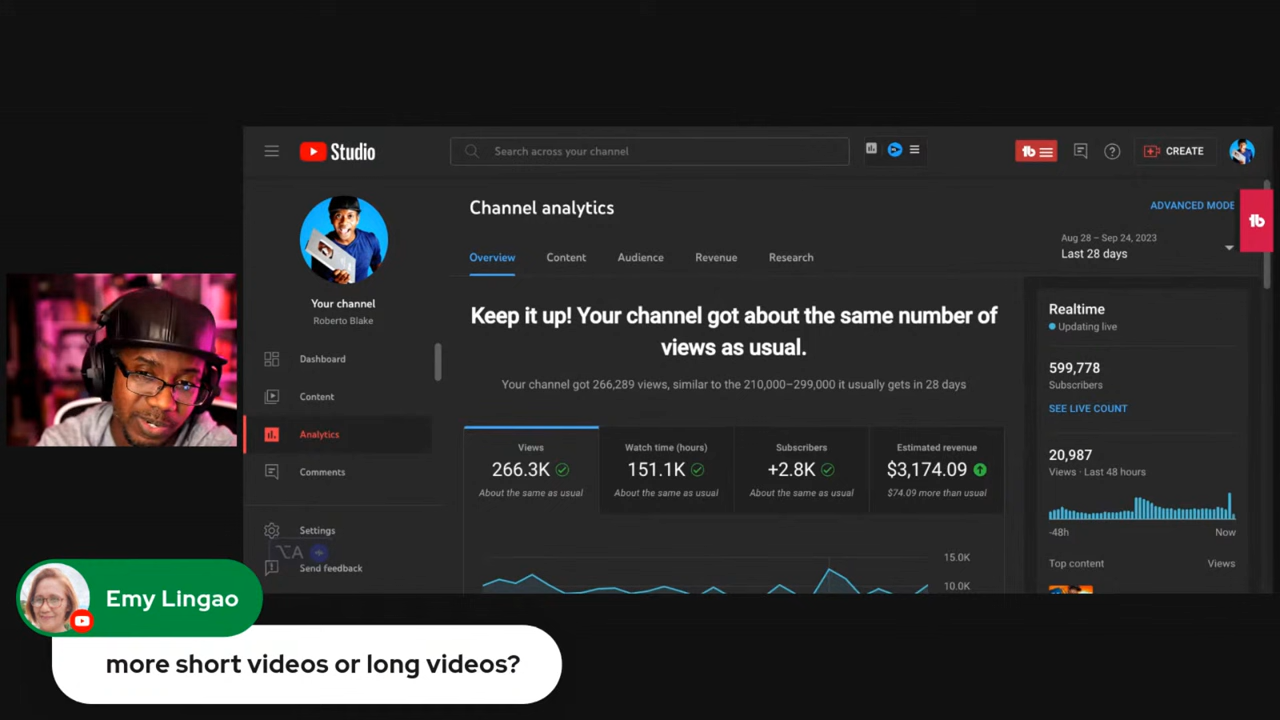 Studio
Search across your channel
CREATE
Your channel
Roberto Blake
Dashboard
Content
Analytics
Comments
Settings
⌥A
Send feedback
Channel analytics
ADVANCED MODE
Overview
Content
Audience
Revenue
Research
Aug 28 – Sep 24, 2023
Last 28 days
Keep it up! Your channel got about the same number of
views as usual.
Your channel got 266,289 views, similar to the 210,000–299,000 it usually gets in 28 days
Views
266.3K
About the same as usual
Watch time (hours)
151.1K
About the same as usual
Subscribers
+2.8K
About the same as usual
Estimated revenue
$3,174.09
$74.09 more than usual
15.0K
10.0K
Realtime
Updating live
599,778
Subscribers
SEE LIVE COUNT
20,987
Views · Last 48 hours
-48h
Now
Top content
Views
tb
tb
Emy Lingao
more short videos or long videos?